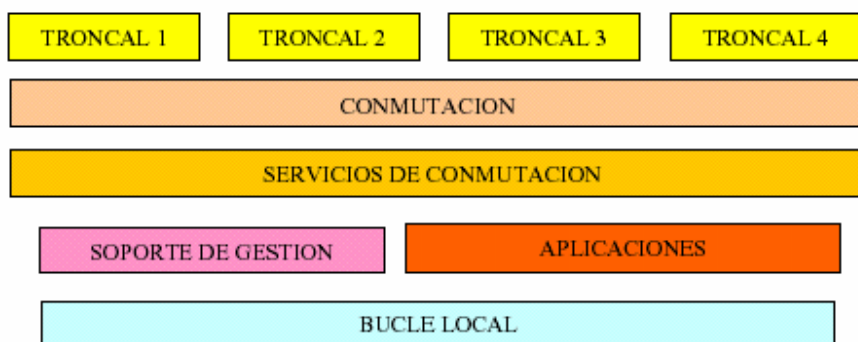 TRONCAL 1
TRONCAL 2
TRONCAL 3
TRONCAL 4
CONMUTACION
SERVICIOS DE CONMUTACION
SOPORTE DE GESTION
APLICACIONES
BUCLE LOCAL